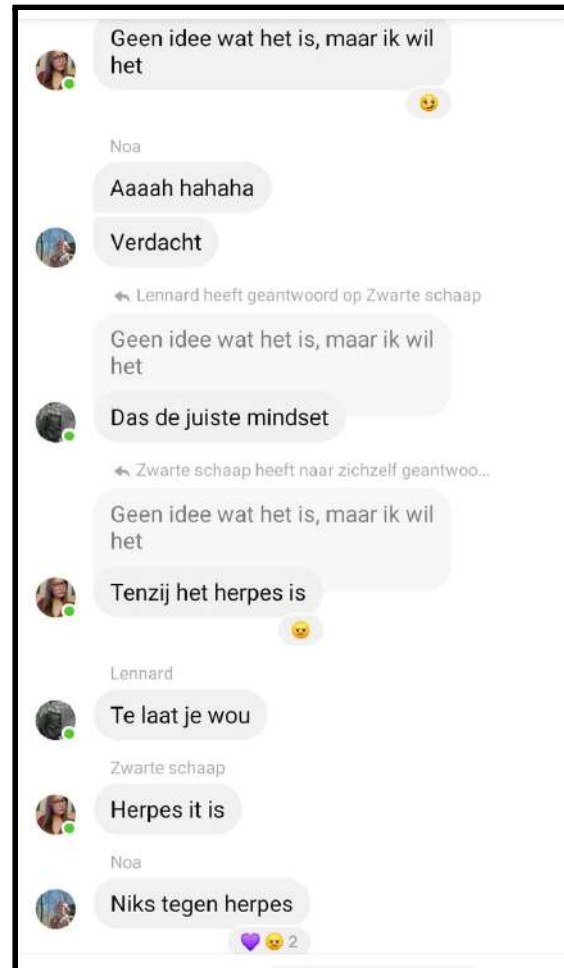 Geen idee wat het is, maar ik wil
het
Noa
Aaaah hahaha
Verdacht
Lennard heeft geantwoord op Zwarte schaap
Geen idee wat het is, maar ik wil
het
Das de juiste mindset
Zwarte schaap heeft naar zichzelf geantwoo...
Geen idee wat het is, maar ik wil
het
Tenzij het herpes is
Lennard
Te laat je wou
Zwarte schaap
Herpes it is
Noa
Niks tegen herpes
2